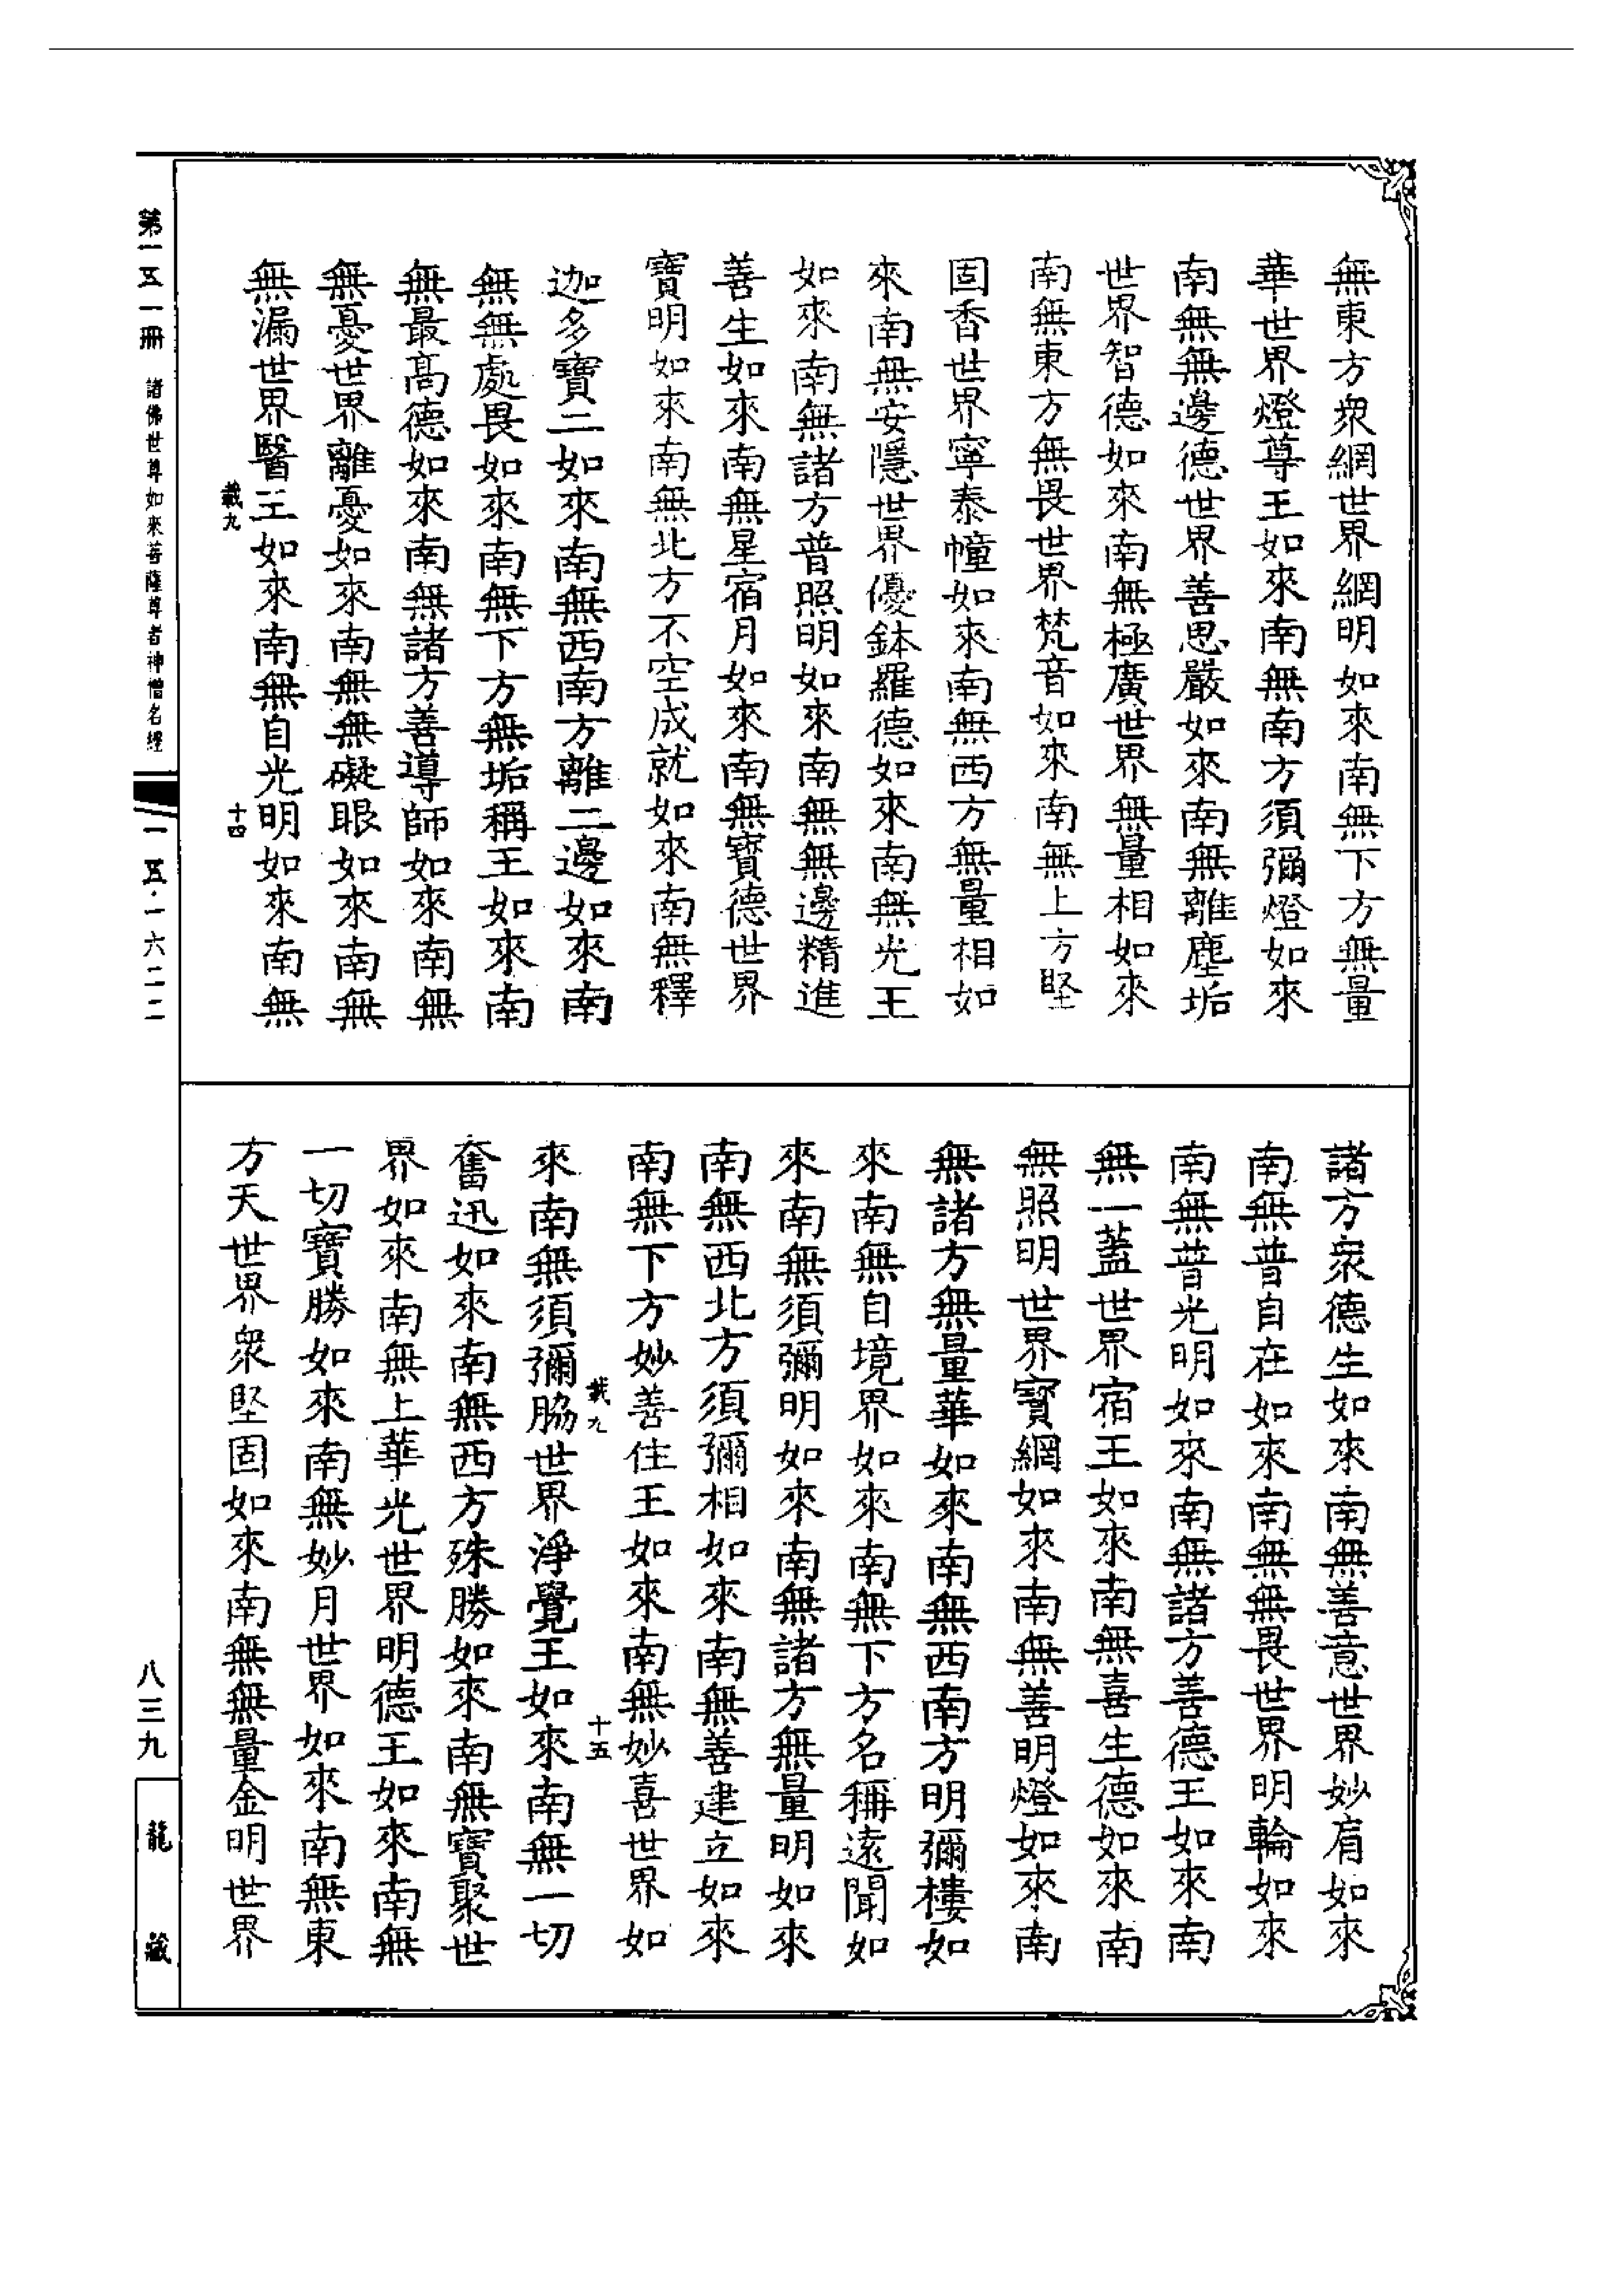 無東方衆網世界網明如來南無下方無量
華世界燈尊王如來南無南方須彌燈如來
南無無邊德世界善思嚴如來南無離塵垢
世界智德如來南無極廣世界無量相如來
南無東方無畏世界梵音如來南無上方堅
固香世界寧泰幢如來南無西方無量相如
來南無安隱世界優鉢羅德如來南無光王
如來南無諸方普照明如來南無無邊精進
善生如來南無星宿月如來南無寶德世界
寶明如來南無北方不空成就如來南無釋
迦多寶二如來南無西南方離二邊如來南
無無處畏如來南無下方無垢稱王如來南
無最高德如來南無諸方善導師如來南無
無憂世界離憂如來南無無礙眼如來南無
無漏世界醫王如來南無自光明如來南無
載九
十四
第一五一冊 諸佛世尊如來菩薩尊者神僧名經
一五·一六二二
諸方衆德生如來南無善意世界妙肩如來
南無普自在如來南無無畏世界明輪如來
南無普光明如來南無諸方善德王如來南
無一蓋世界宿王如來南無喜生德如來南
無照明世界寶網如來南無善明燈如來南
無諸方無量華如來南無西南方明彌樓如
來南無自境界如來南無下方名稱遠聞如
來南無須彌明如來南無諸方無量明如來
南無西北方須彌相如來南無善建立如來
南無下方妙善住王如來南無妙喜世界如
載九
十五
來南無須彌脇世界淨覺王如來南無一切
奮迅如來南無西方殊勝如來南無寶聚世
界如來南無上華光世界明德王如來南無
一切寶勝如來南無妙月世界如來南無東
方天世界衆堅固如來南無無量金明世界
八三九
龍藏